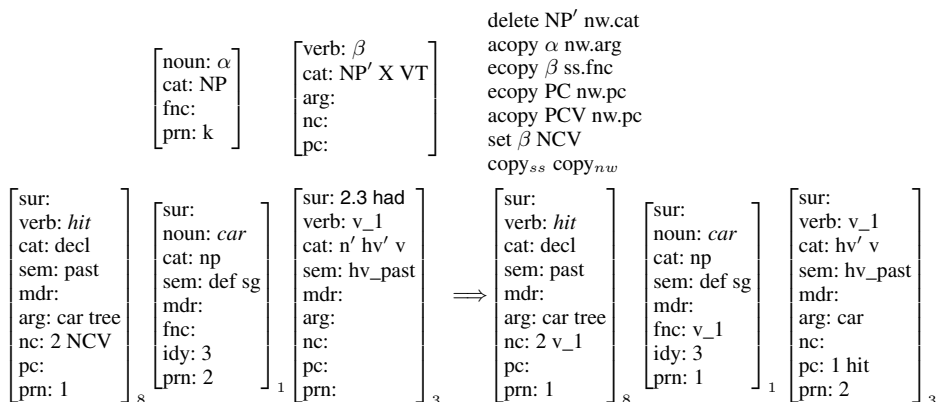 delete NP′ nw.cat
acopy α nw.arg
ecopy β ss.fnc
ecopy PC nw.pc
acopy PCV nw.pc
set β NCV
copy_ss copy_nw
noun: α
cat: NP
fnc:
prn: k
verb: β
cat: NP′ X VT
arg:
nc:
pc:
sur:
verb: hit
cat: decl
sem: past
mdr:
arg: car tree
nc: 2 NCV
pc:
prn: 1
8
sur:
noun: car
cat: np
sem: def sg
mdr:
fnc:
idy: 3
prn: 2
1
sur: 2.3 had
verb: v_1
cat: n′ hv′ v
sem: hv_past
mdr:
arg:
nc:
pc:
prn:
3
⟹
sur:
verb: hit
cat: decl
sem: past
mdr:
arg: car tree
nc: 2 v_1
pc:
prn: 1
8
sur:
noun: car
cat: np
sem: def sg
mdr:
fnc: v_1
idy: 3
prn: 1
1
sur:
verb: v_1
cat: hv′ v
sem: hv_past
mdr:
arg: car
nc:
pc: 1 hit
prn: 2
3